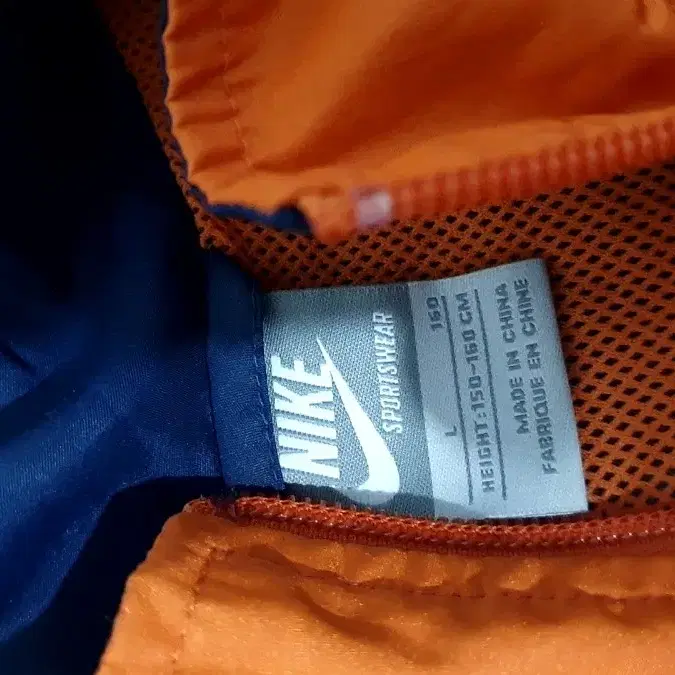 NIKE
SPORTSWEAR
160
L
HEIGHT: 150-160 CM
MADE IN CHINA
FABRIQUE EN CHINE